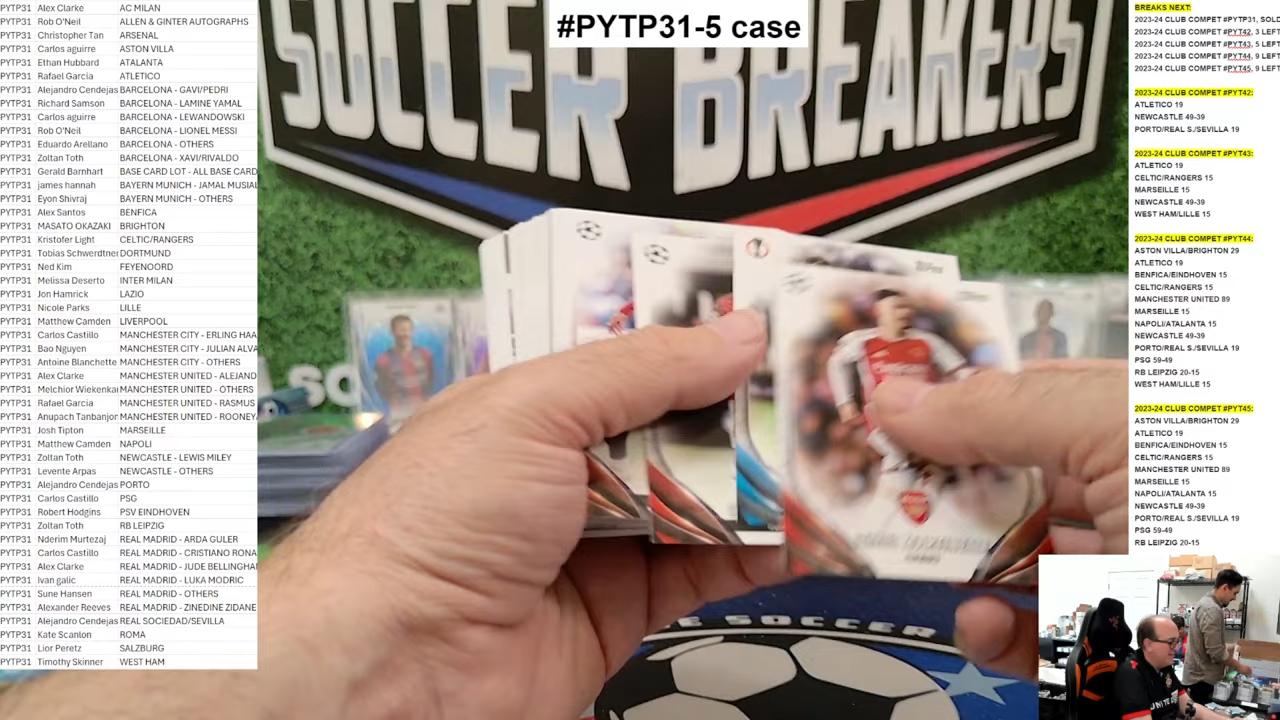 #PYTP31-5 case
SOCCER BREAKERS
PYTP31 Alex Clarke AC MILAN
PYTP31 Rob O'Neil ALLEN & GINTER AUTOGRAPHS
PYTP31 Christopher Tan ARSENAL
PYTP31 Carlos aguirre ASTON VILLA
PYTP31 Ethan Hubbard ATALANTA
PYTP31 Rafael Garcia ATLETICO
PYTP31 Alejandro Cendejas BARCELONA - GAVI/PEDRI
PYTP31 Richard Samson BARCELONA - LAMINE YAMAL
PYTP31 Carlos aguirre BARCELONA - LEWANDOWSKI
PYTP31 Rob O'Neil BARCELONA - LIONEL MESSI
PYTP31 Eduardo Arellano BARCELONA - OTHERS
PYTP31 Zoltan Toth BARCELONA - XAVI/RIVALDO
PYTP31 Gerald Barnhart BASE CARD LOT - ALL BASE CARD
PYTP31 james hannah BAYERN MUNICH - JAMAL MUSIAL
PYTP31 Eyon Shivraj BAYERN MUNICH - OTHERS
PYTP31 Alex Santos BENFICA
PYTP31 MASATO OKAZAKI BRIGHTON
PYTP31 Kristofer Light CELTIC/RANGERS
PYTP31 Tobias Schwerdtner DORTMUND
PYTP31 Ned Kim FEYENOORD
PYTP31 Melissa Deserto INTER MILAN
PYTP31 Jon Hamrick LAZIO
PYTP31 Nicole Parks LILLE
PYTP31 Matthew Camden LIVERPOOL
PYTP31 Carlos Castillo MANCHESTER CITY - ERLING HAA
PYTP31 Bao Nguyen MANCHESTER CITY - JULIAN ALVA
PYTP31 Antoine Blanchette MANCHESTER CITY - OTHERS
PYTP31 Alex Clarke MANCHESTER UNITED - ALEJAND
PYTP31 Melchior Wiekenkai MANCHESTER UNITED - OTHERS
PYTP31 Rafael Garcia MANCHESTER UNITED - RASMUS
PYTP31 Anupach Tanbanjor MANCHESTER UNITED - ROONEY
PYTP31 Josh Tipton MARSEILLE
PYTP31 Matthew Camden NAPOLI
PYTP31 Zoltan Toth NEWCASTLE - LEWIS MILEY
PYTP31 Levente Arpas NEWCASTLE - OTHERS
PYTP31 Alejandro Cendejas PORTO
PYTP31 Carlos Castillo PSG
PYTP31 Robert Hodgins PSV EINDHOVEN
PYTP31 Zoltan Toth RB LEIPZIG
PYTP31 Nderim Murtezaj REAL MADRID - ARDA GULER
PYTP31 Carlos Castillo REAL MADRID - CRISTIANO RONA
PYTP31 Alex Clarke REAL MADRID - JUDE BELLINGHA
PYTP31 Ivan galic REAL MADRID - LUKA MODRIC
PYTP31 Sune Hansen REAL MADRID - OTHERS
PYTP31 Alexander Reeves REAL MADRID - ZINEDINE ZIDANE
PYTP31 Alejandro Cendejas REAL SOCIEDAD/SEVILLA
PYTP31 Kate Scanlon ROMA
PYTP31 Lior Peretz SALZBURG
PYTP31 Timothy Skinner WEST HAM
BREAKS NEXT:
2023-24 CLUB COMPET #PYTP31, SOLD
2023-24 CLUB COMPET #PYT42, 3 LEFT
2023-24 CLUB COMPET #PYT43, 5 LEFT
2023-24 CLUB COMPET #PYT44, 9 LEFT
2023-24 CLUB COMPET #PYT45, 9 LEFT
2023-24 CLUB COMPET #PYT42:
ATLETICO 19
NEWCASTLE 49-39
PORTO/REAL S./SEVILLA 19
2023-24 CLUB COMPET #PYT43:
ATLETICO 19
CELTIC/RANGERS 15
MARSEILLE 15
NEWCASTLE 49-39
WEST HAM/LILLE 15
2023-24 CLUB COMPET #PYT44:
ASTON VILLA/BRIGHTON 29
ATLETICO 19
BENFICA/EINDHOVEN 15
CELTIC/RANGERS 15
MANCHESTER UNITED 89
MARSEILLE 15
NAPOLI/ATALANTA 15
NEWCASTLE 49-39
PORTO/REAL S./SEVILLA 19
PSG 59-49
RB LEIPZIG 20-15
WEST HAM/LILLE 15
2023-24 CLUB COMPET #PYT45:
ASTON VILLA/BRIGHTON 29
ATLETICO 19
BENFICA/EINDHOVEN 15
CELTIC/RANGERS 15
MANCHESTER UNITED 89
MARSEILLE 15
NAPOLI/ATALANTA 15
NEWCASTLE 49-39
PORTO/REAL S./SEVILLA 19
PSG 59-49
RB LEIPZIG 20-15